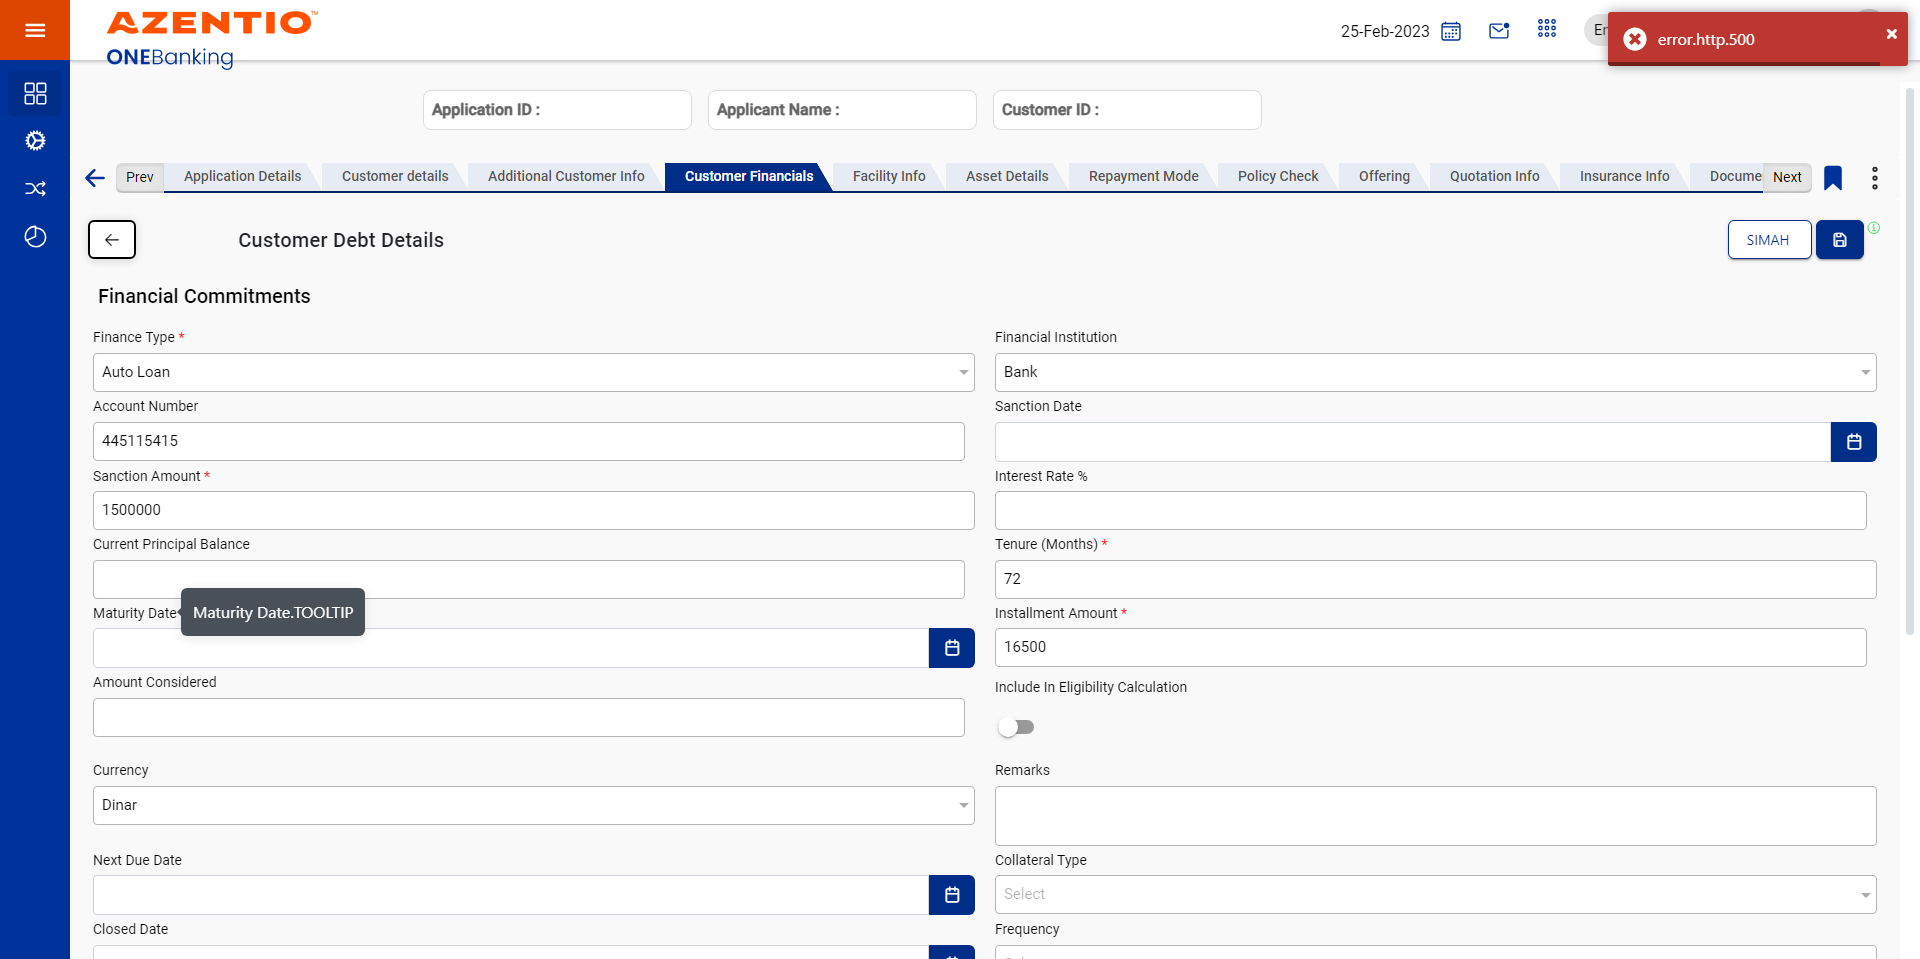 AZENTIO™
ONEBanking
25-Feb-2023
En
error.http.500
Application ID :
Applicant Name :
Customer ID :
Prev
Application Details
Customer details
Additional Customer Info
Customer Financials
Facility Info
Asset Details
Repayment Mode
Policy Check
Offering
Quotation Info
Insurance Info
Docume
Next
Customer Debt Details
SIMAH
Financial Commitments
Finance Type *
Financial Institution
Auto Loan
Bank
Account Number
Sanction Date
445115415
Sanction Amount *
Interest Rate %
1500000
Current Principal Balance
Tenure (Months) *
72
Maturity Date
Maturity Date.TOOLTIP
Installment Amount *
16500
Amount Considered
Include In Eligibility Calculation
Currency
Remarks
Dinar
Next Due Date
Collateral Type
Select
Closed Date
Frequency